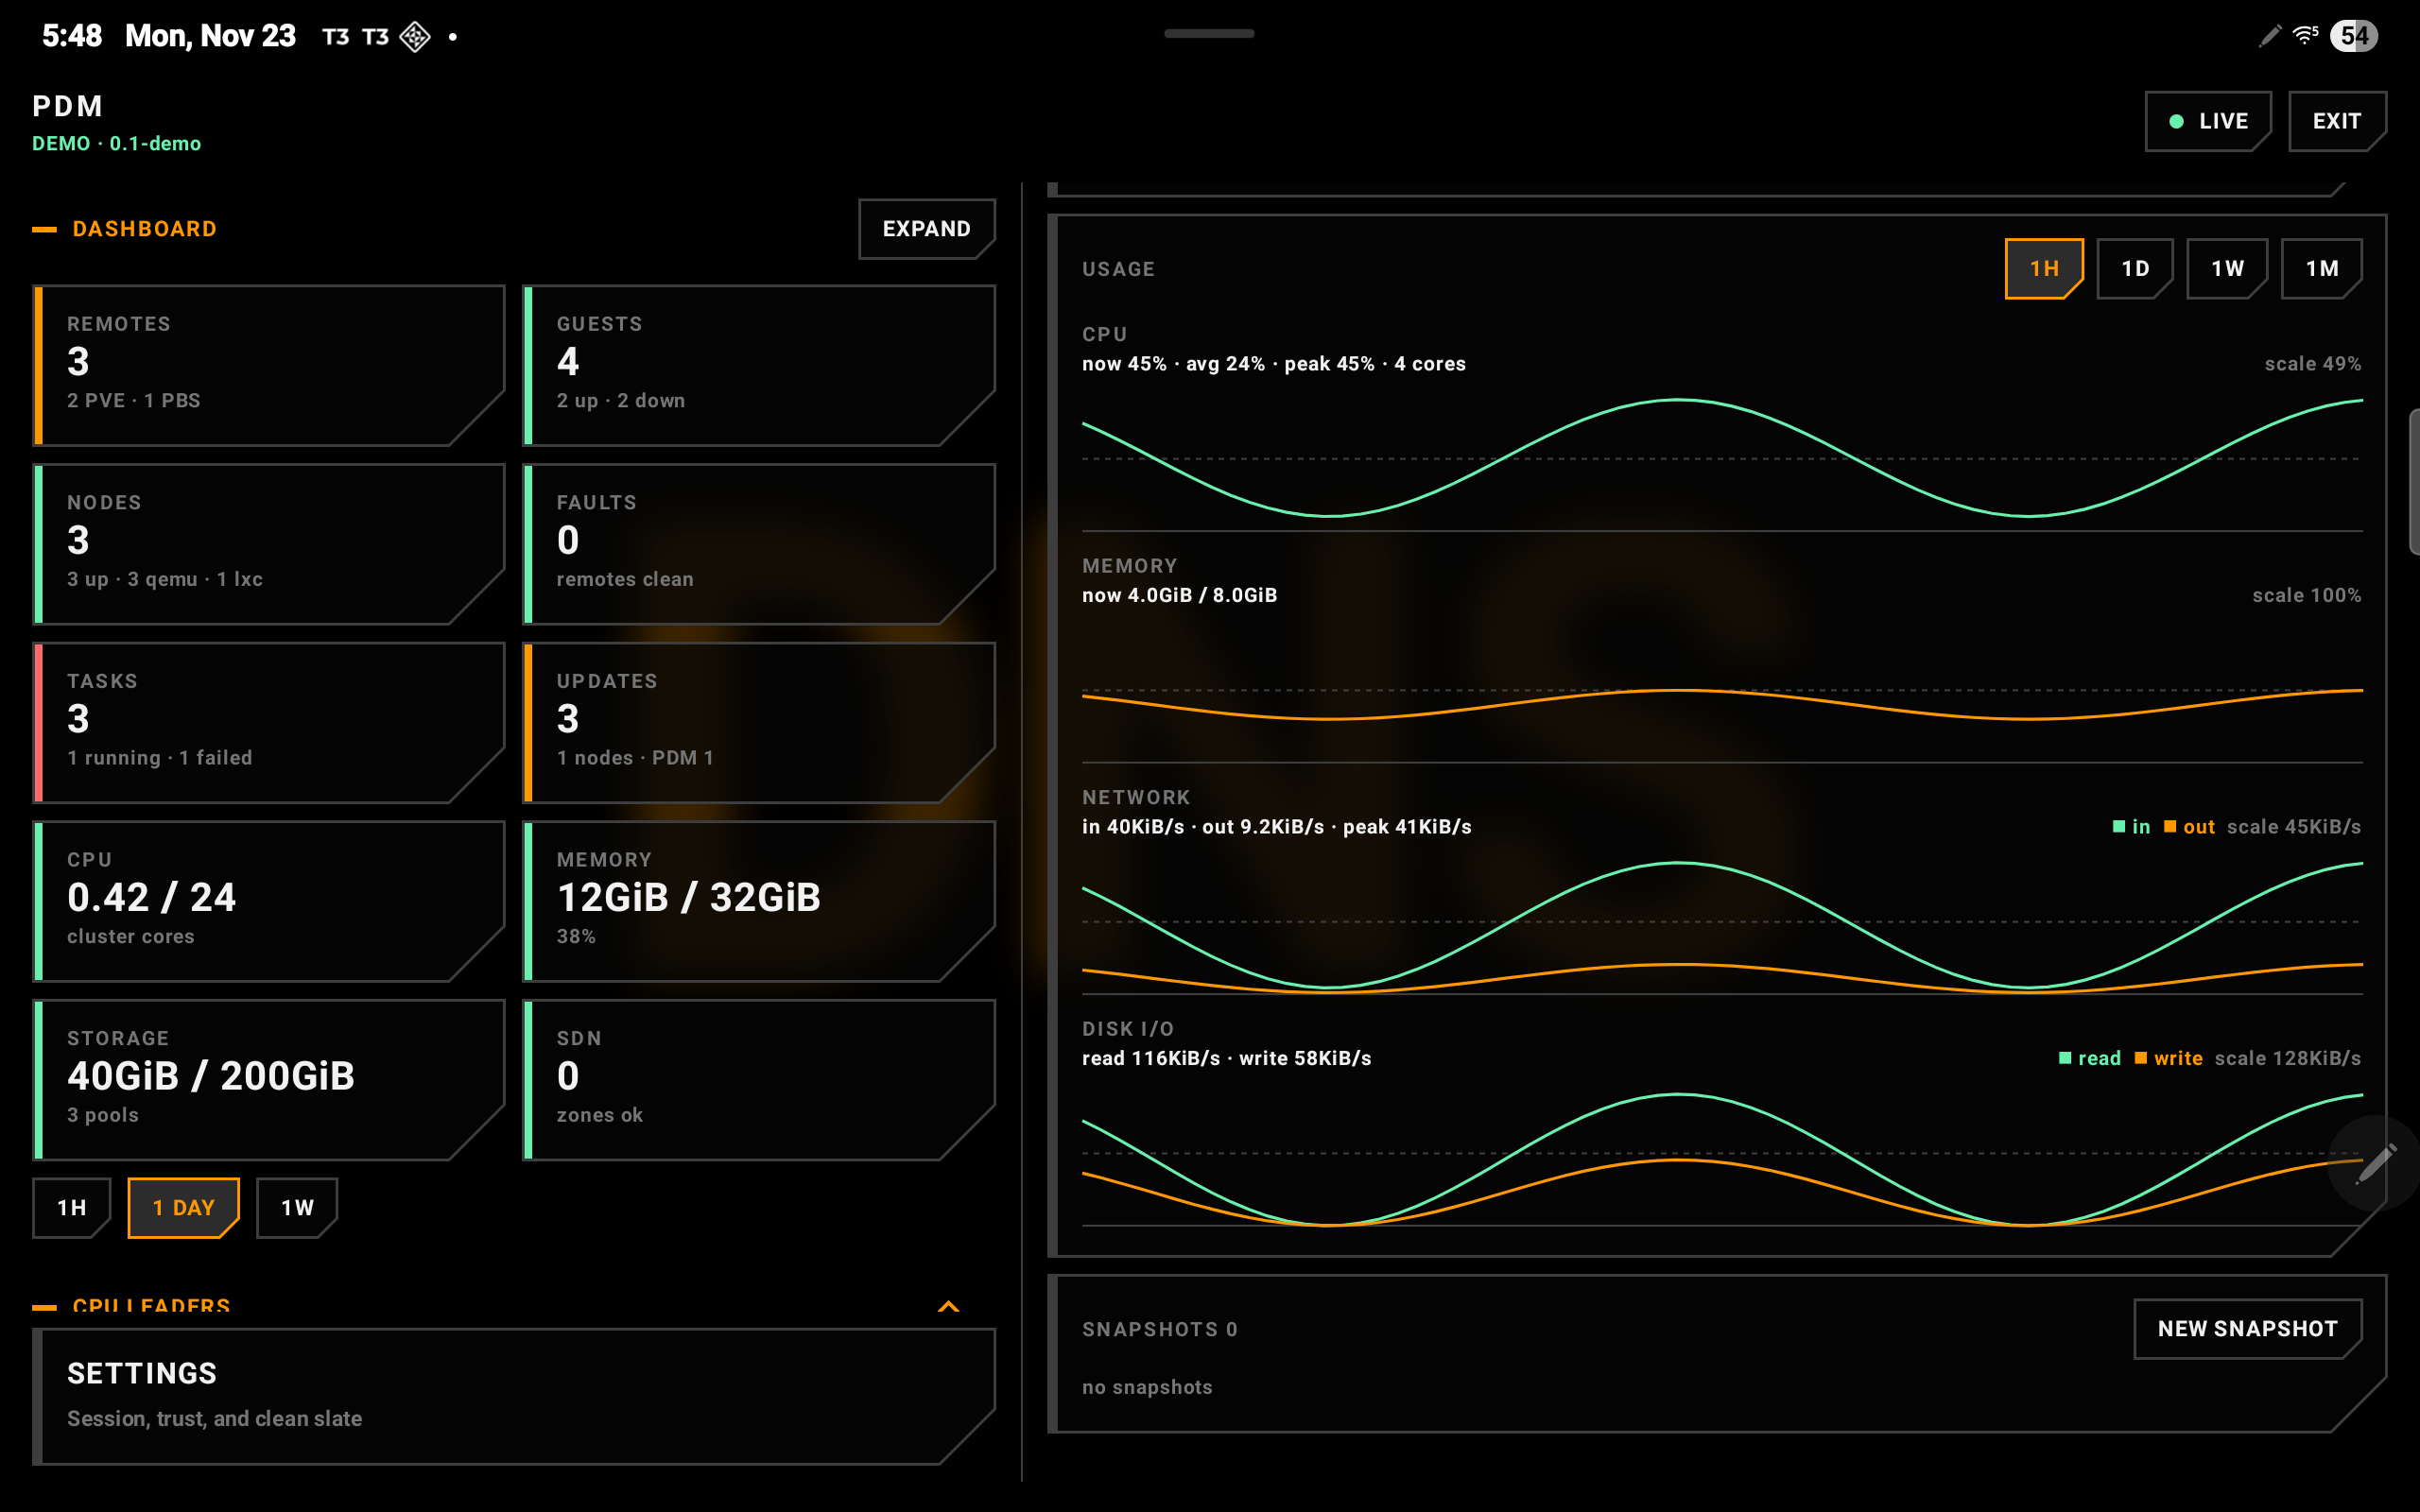 5:48 Mon, Nov 23 T3 T3
5
54
PDM
DEMO · 0.1-demo
LIVE
EXIT
DASHBOARD
EXPAND
REMOTES
3
2 PVE · 1 PBS
GUESTS
4
2 up · 2 down
NODES
3
3 up · 3 qemu · 1 lxc
FAULTS
0
remotes clean
TASKS
3
1 running · 1 failed
UPDATES
3
1 nodes · PDM 1
CPU
0.42 / 24
cluster cores
MEMORY
12GiB / 32GiB
38%
STORAGE
40GiB / 200GiB
3 pools
SDN
0
zones ok
1H
1 DAY
1W
CPU LEADERS
SETTINGS
Session, trust, and clean slate
USAGE
1H
1D
1W
1M
CPU
now 45% · avg 24% · peak 45% · 4 cores
scale 49%
MEMORY
now 4.0GiB / 8.0GiB
scale 100%
NETWORK
in 40KiB/s · out 9.2KiB/s · peak 41KiB/s
in out scale 45KiB/s
DISK I/O
read 116KiB/s · write 58KiB/s
read write scale 128KiB/s
SNAPSHOTS 0
NEW SNAPSHOT
no snapshots
DNS